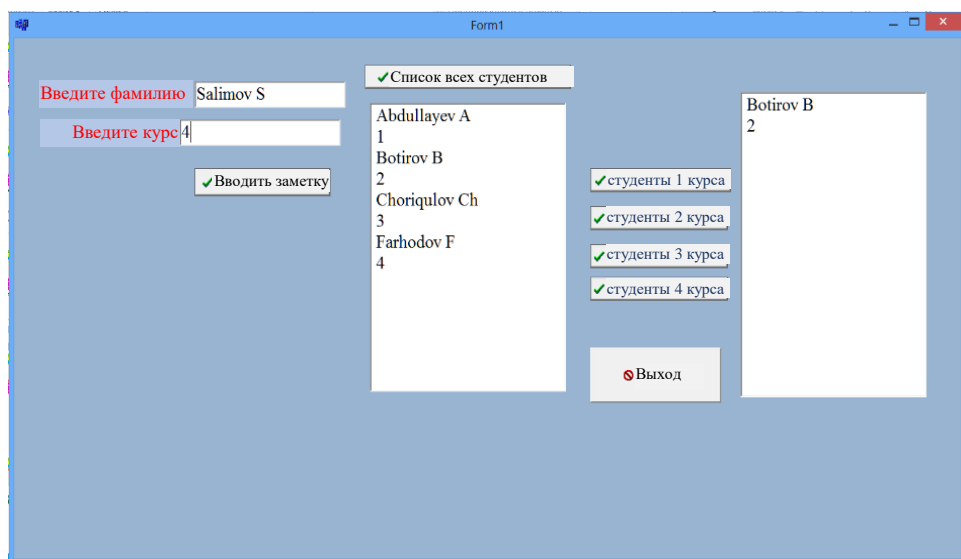 Form1
Введите фамилию Salimov S
Введите курс 4
Вводить заметку
Список всех студентов
Abdullayev A
1
Botirov B
2
Choriqulov Ch
3
Farhodov F
4
студенты 1 курса
студенты 2 курса
студенты 3 курса
студенты 4 курса
Выход
Botirov B
2